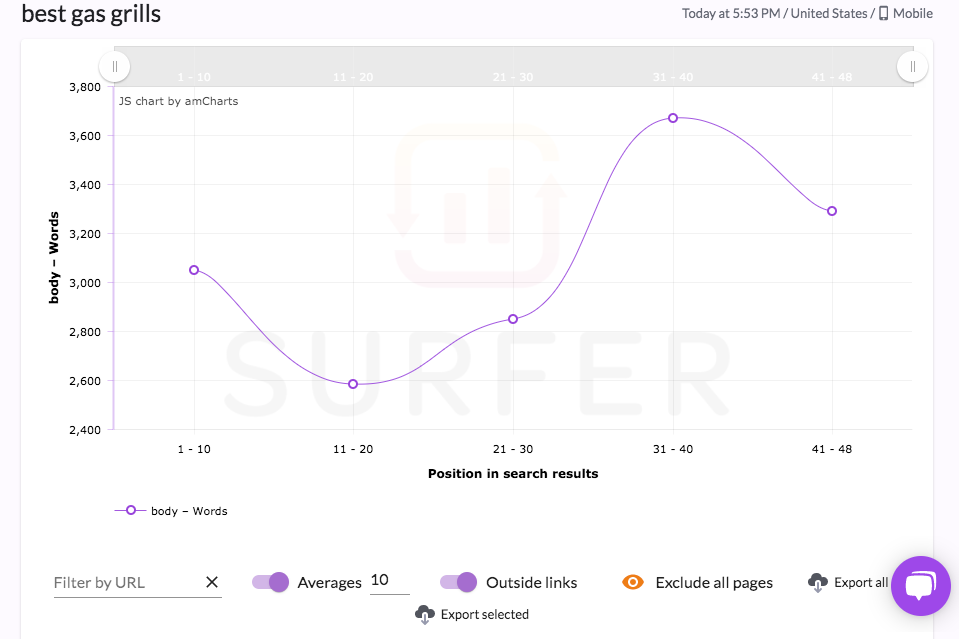 best gas grills
Today at 5:53 PM / United States / Mobile
1 - 10 11 - 20 21 - 30 31 - 40 41 - 48
3,800
JS chart by amCharts
3,600
3,400
3,200
3,000
2,800
2,600
2,400
body – Words
SURFER
1 - 10 11 - 20 21 - 30 31 - 40 41 - 48
Position in search results
body – Words
Filter by URL Averages 10 Outside links Exclude all pages Export all
Export selected